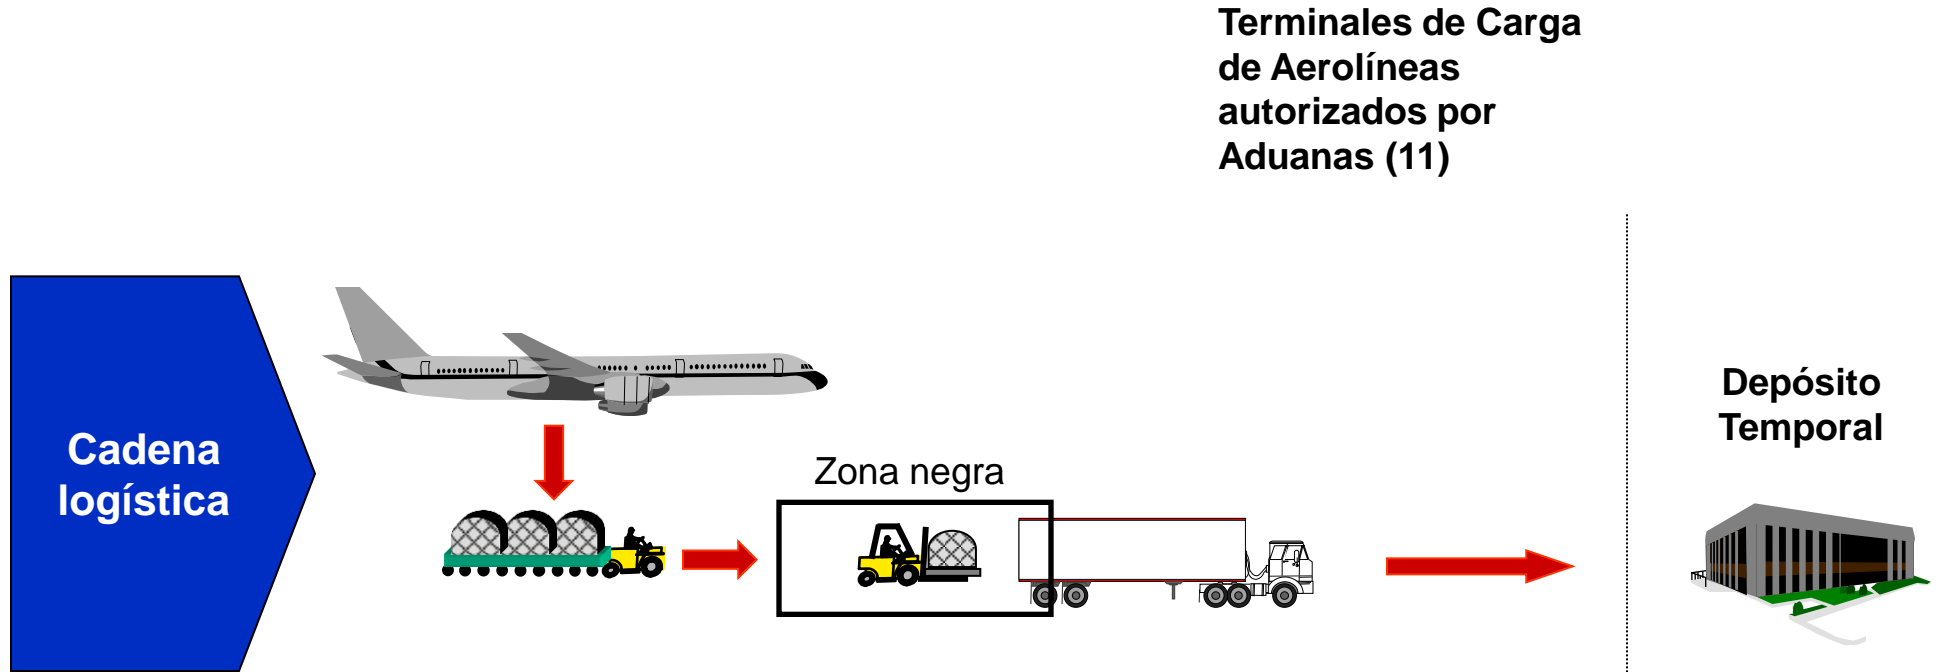 Terminales de Carga
de Aerolíneas
autorizados por
Aduanas (11)
Cadena
logística
Zona negra
Depósito
Temporal